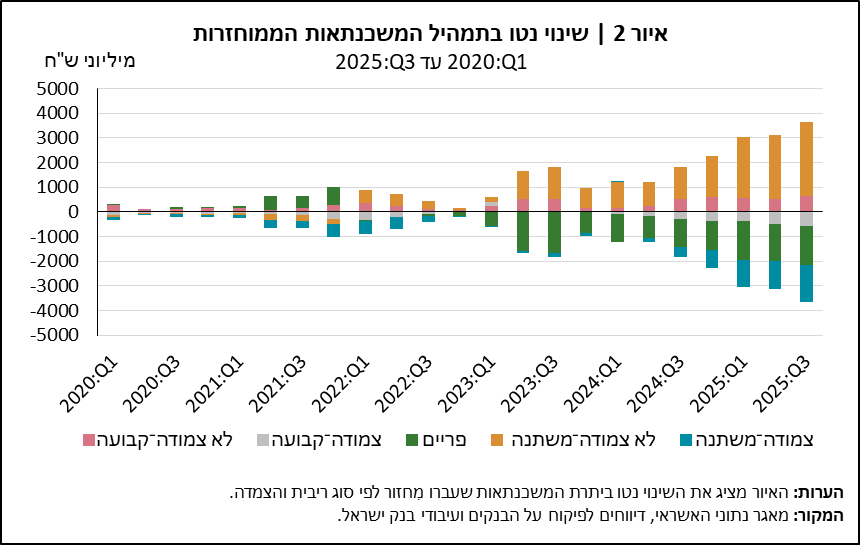 איור 2 | שינוי נטו בתמהיל המשכנתאות הממוחזרות
2020:Q1 עד 2025:Q3
מיליוני ש"ח
5000
4000
3000
2000
1000
0
-1000
-2000
-3000
-4000
-5000
2020:Q1
2020:Q3
2021:Q1
2021:Q3
2022:Q1
2022:Q3
2023:Q1
2023:Q3
2024:Q1
2024:Q3
2025:Q1
2025:Q3
צמודה־משתנה לא צמודה־משתנה פריים צמודה־קבועה לא צמודה־קבועה
הערות: האיור מציג את השינוי נטו ביתרת המשכנתאות שעברו מִחזור לפי סוג ריבית והצמדה.
המקור: מאגר נתוני האשראי, דיווחים לפיקוח על הבנקים ועיבודי בנק ישראל.